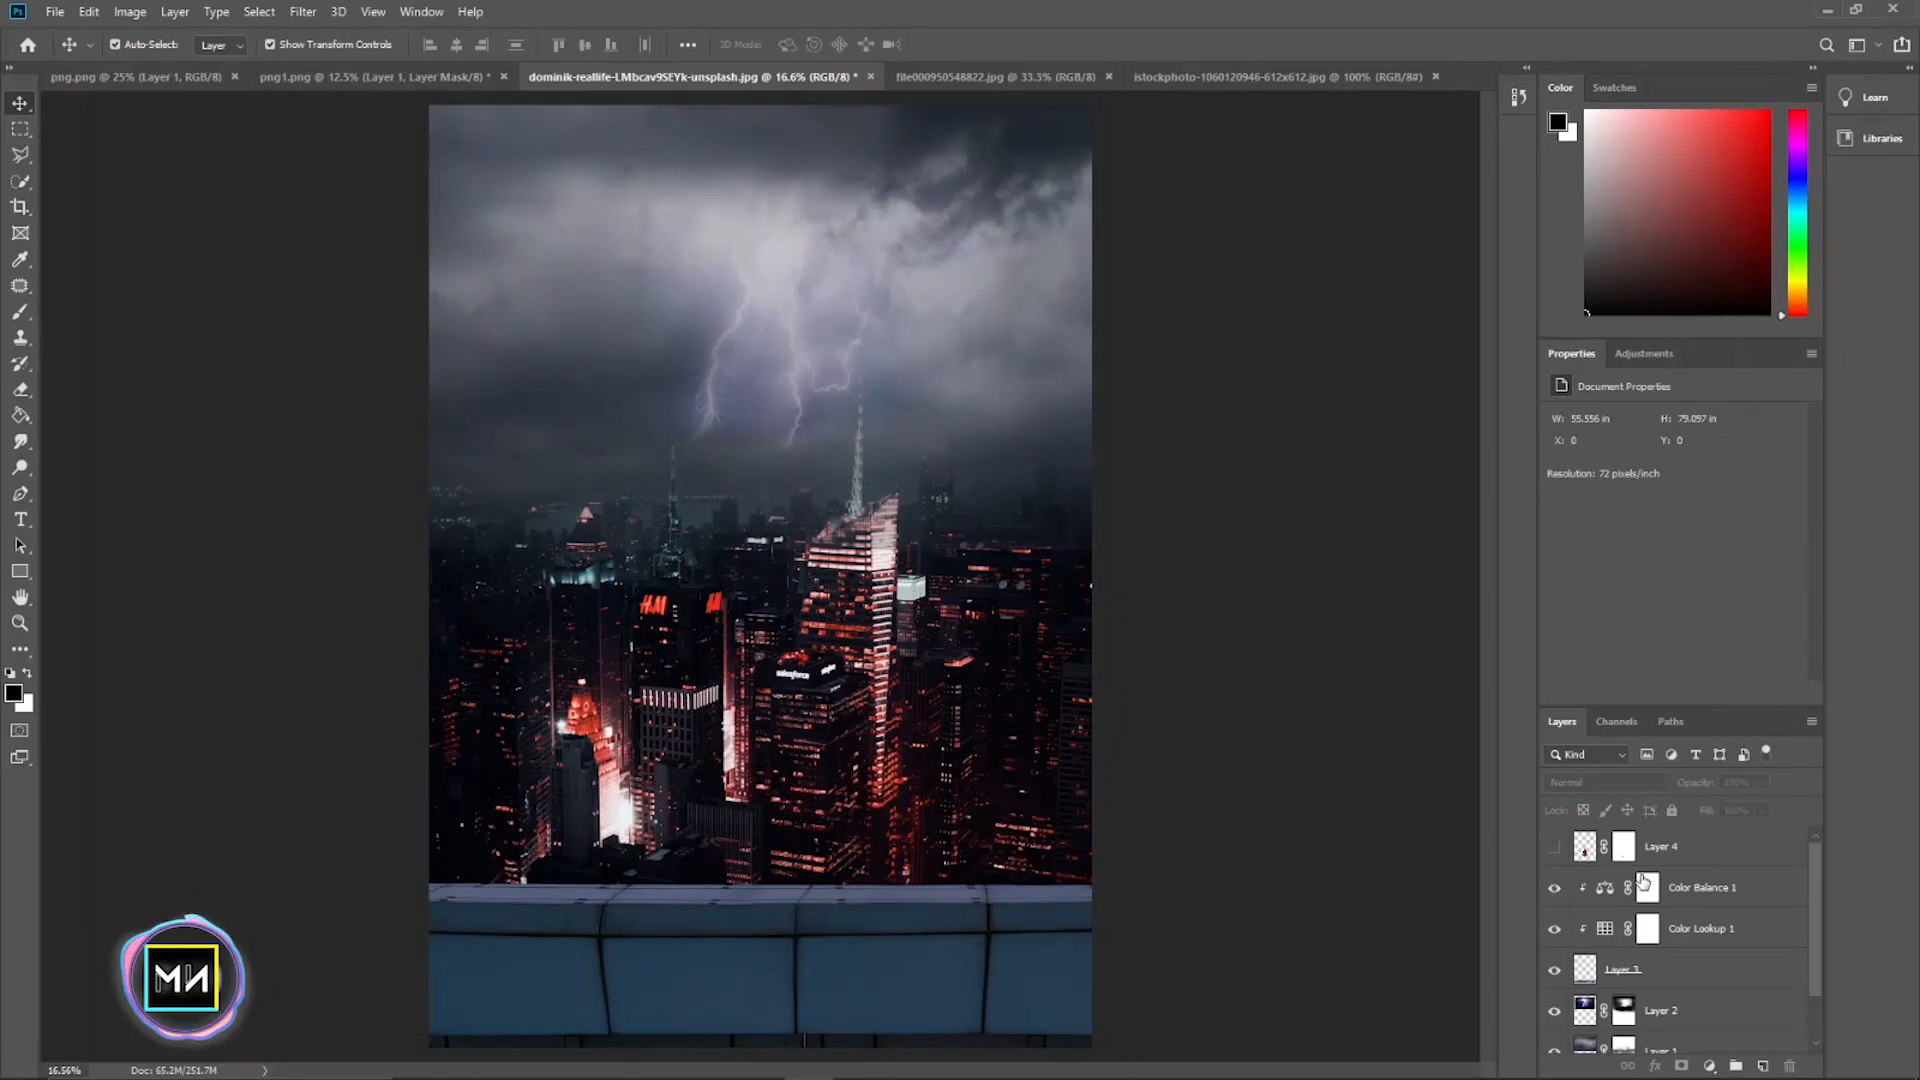 Ps File Edit Image Layer Type Select Filter 3D View Window Help
Auto-Select: Layer Show Transform Controls 3D Mode:
png.png @ 25% (Layer 1, RGB/8) png1.png @ 12.5% (Layer 1, Layer Mask/8) * dominik-reallife-LMbcav9SEYk-unsplash.jpg @ 16.6% (RGB/8) * file000950548822.jpg @ 33.3% (RGB/8) istockphoto-1060120946-612x612.jpg @ 100% (RGB/8#)
Color Swatches
Learn
Libraries
Properties Adjustments
Document Properties
W: 55.556 in H: 79.097 in
X: 0 Y: 0
Resolution: 72 pixels/inch
H&M
salesforce
Layers Channels Paths
Kind
Normal Opacity: 100%
Lock: Fill: 100%
Layer 4
Color Balance 1
Color Lookup 1
Layer 3
Layer 2
Layer 1
16.56% Doc: 65.2M/251.7M